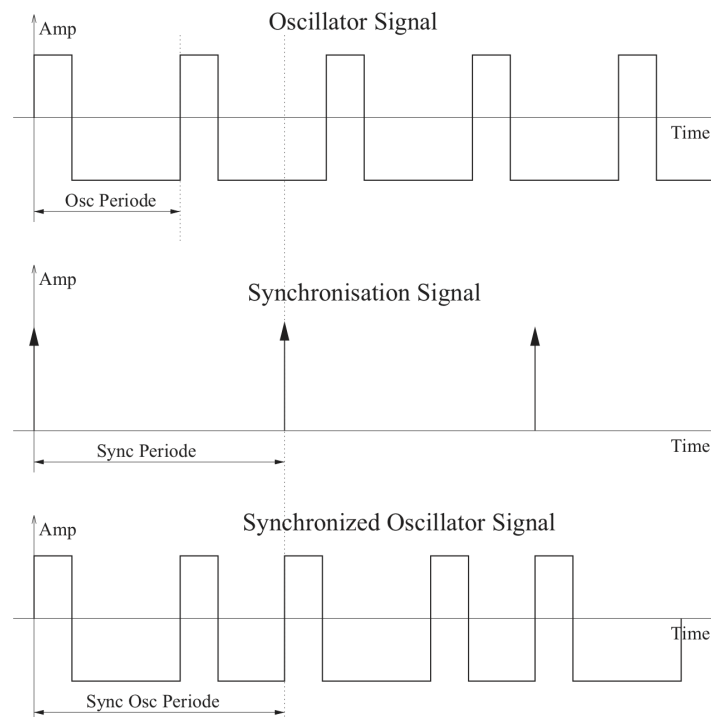 Oscillator Signal
Amp
Time
Osc Periode
Amp
Synchronisation Signal
Sync Periode
Time
Synchronized Oscillator Signal
Amp
Time
Sync Osc Periode